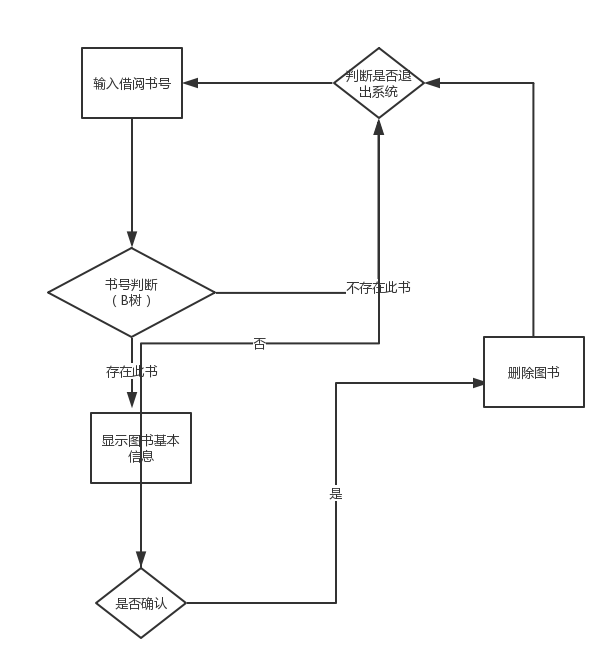 输入借阅书号
判断是否退
出系统
书号判断
（B树）
不存在此书
否
存在此书
删除图书
显示图书基本
信息
是
是否确认